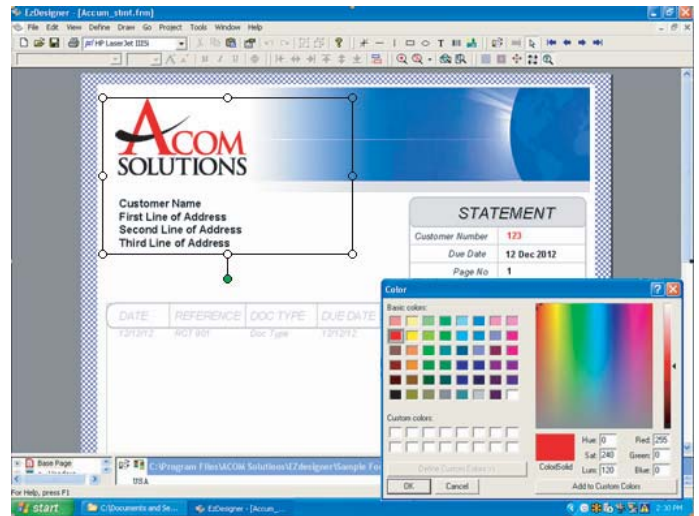 EzDesigner - [Accum_stmt.frm]
File Edit View Define Draw Go Project Tools Window Help
HP LaserJet IIISi
ACOM
SOLUTIONS
Customer Name
First Line of Address
Second Line of Address
Third Line of Address
STATEMENT
Customer Number 123
Due Date 12 Dec 2012
Page No 1
DATE REFERENCE DOC TYPE DUE DATE
12/12/12 Doc Type 12/12/12
Color
Basic colors:
Custom colors:
Define Custom Colors >>
OK Cancel
Color|Solid
Hue: 0 Red: 255
Sat: 240 Green: 0
Lum: 120 Blue: 0
Add to Custom Colors
Base Page
C:\Program Files\ACOM Solutions\EZdesigner\Sample Fo
USA
For Help, press F1
start C:\Documents and Se... EzDesigner - [Accum_...
2:30 PM